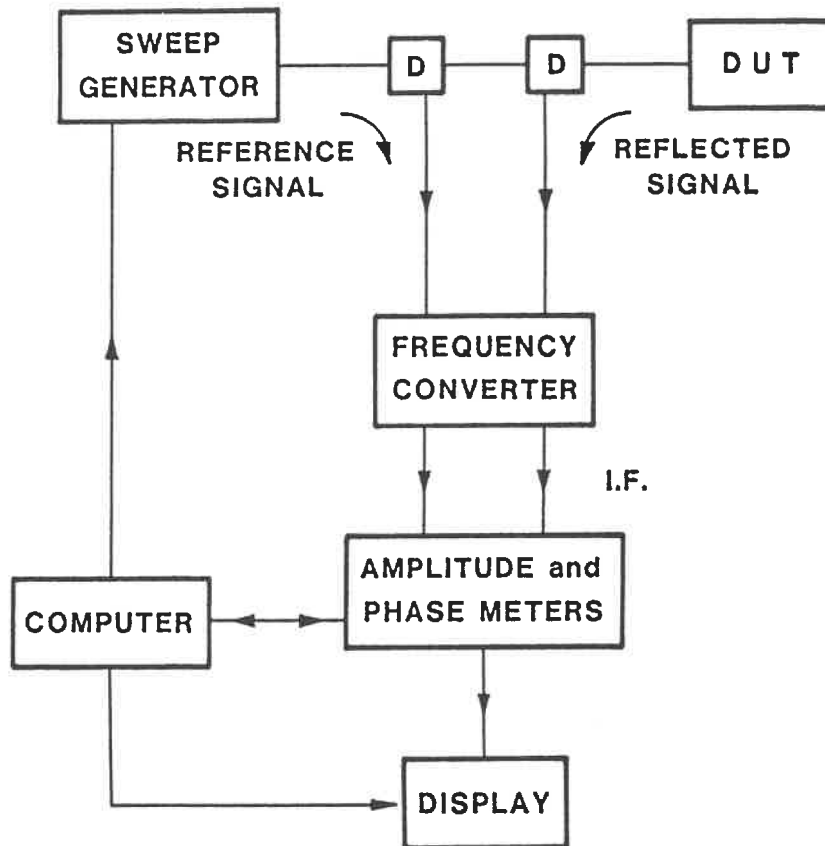 SWEEP
GENERATOR
D
D
DUT
REFERENCE
SIGNAL
REFLECTED
SIGNAL
FREQUENCY
CONVERTER
I.F.
AMPLITUDE and
PHASE METERS
COMPUTER
DISPLAY